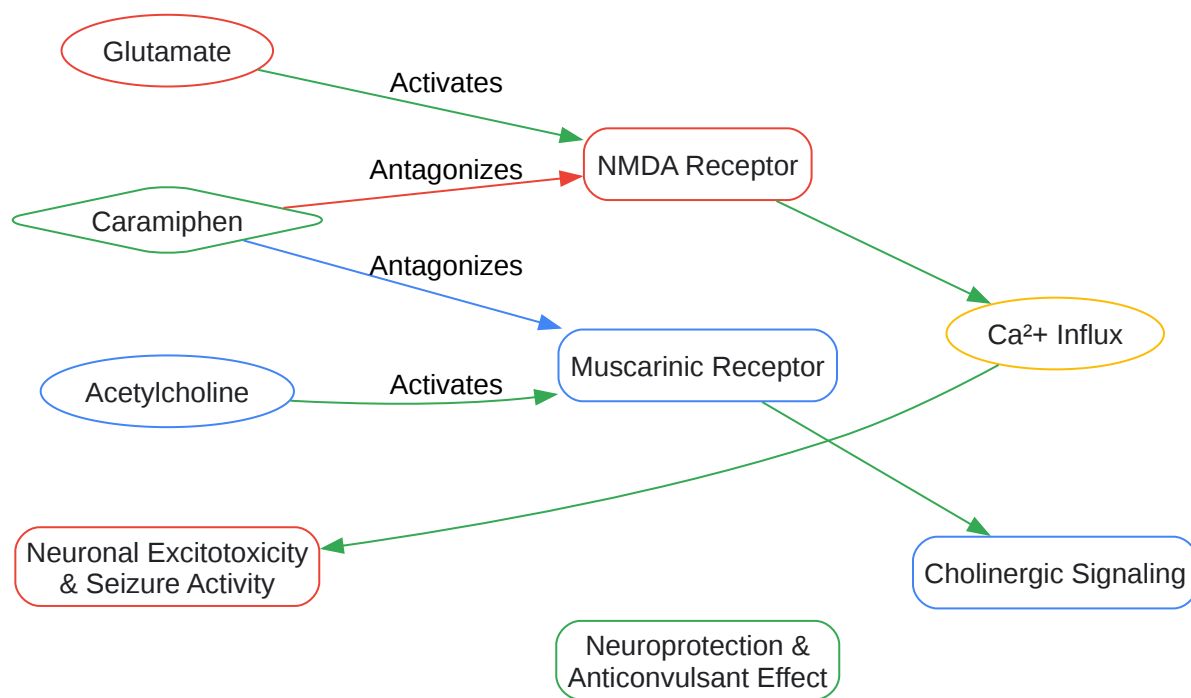 Glutamate
Activates
NMDA Receptor
Antagonizes
Caramiphen
Antagonizes
Ca²+ Influx
Muscarinic Receptor
Acetylcholine
Activates
Neuronal Excitotoxicity
& Seizure Activity
Cholinergic Signaling
Neuroprotection &
Anticonvulsant Effect